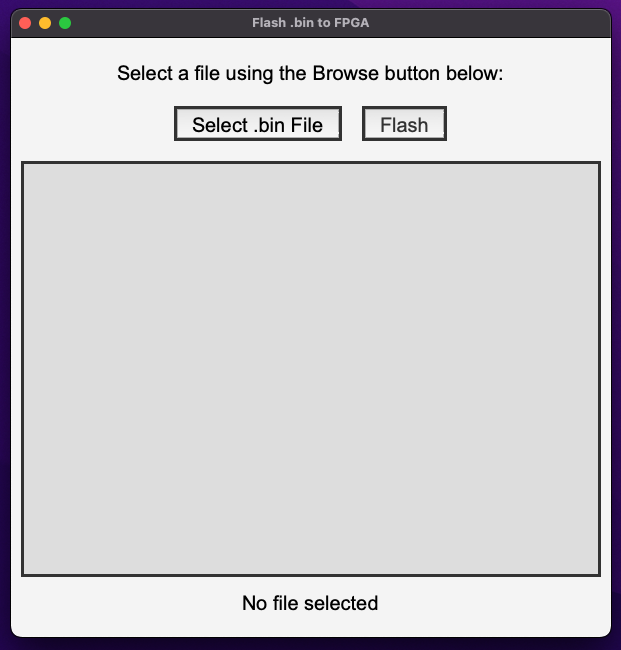 Flash .bin to FPGA
Select a file using the Browse button below:
Select .bin File Flash
No file selected